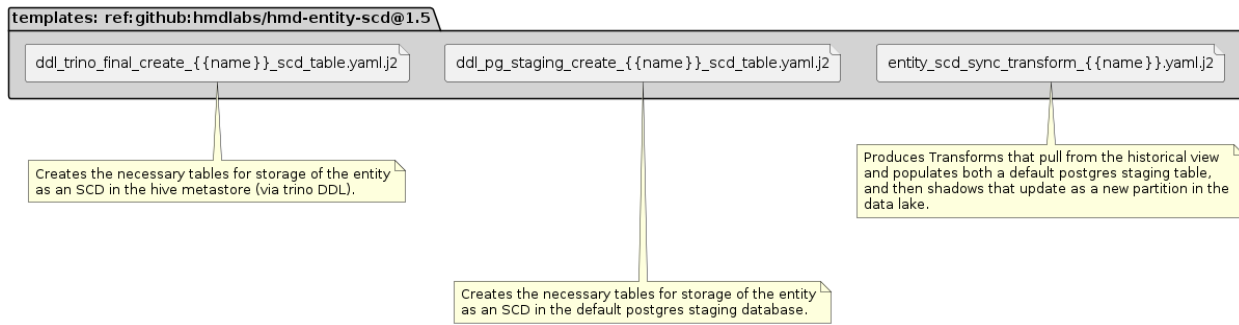 templates: ref:github:hmdlabs/hmd-entity-scd@1.5
ddl_trino_final_create_{{name}}_scd_table.yaml.j2
ddl_pg_staging_create_{{name}}_scd_table.yaml.j2
entity_scd_sync_transform_{{name}}.yaml.j2
Creates the necessary tables for storage of the entity
as an SCD in the hive metastore (via trino DDL).
Produces Transforms that pull from the historical view
and populates both a default postgres staging table,
and then shadows that update as a new partition in the
data lake.
Creates the necessary tables for storage of the entity
as an SCD in the default postgres staging database.